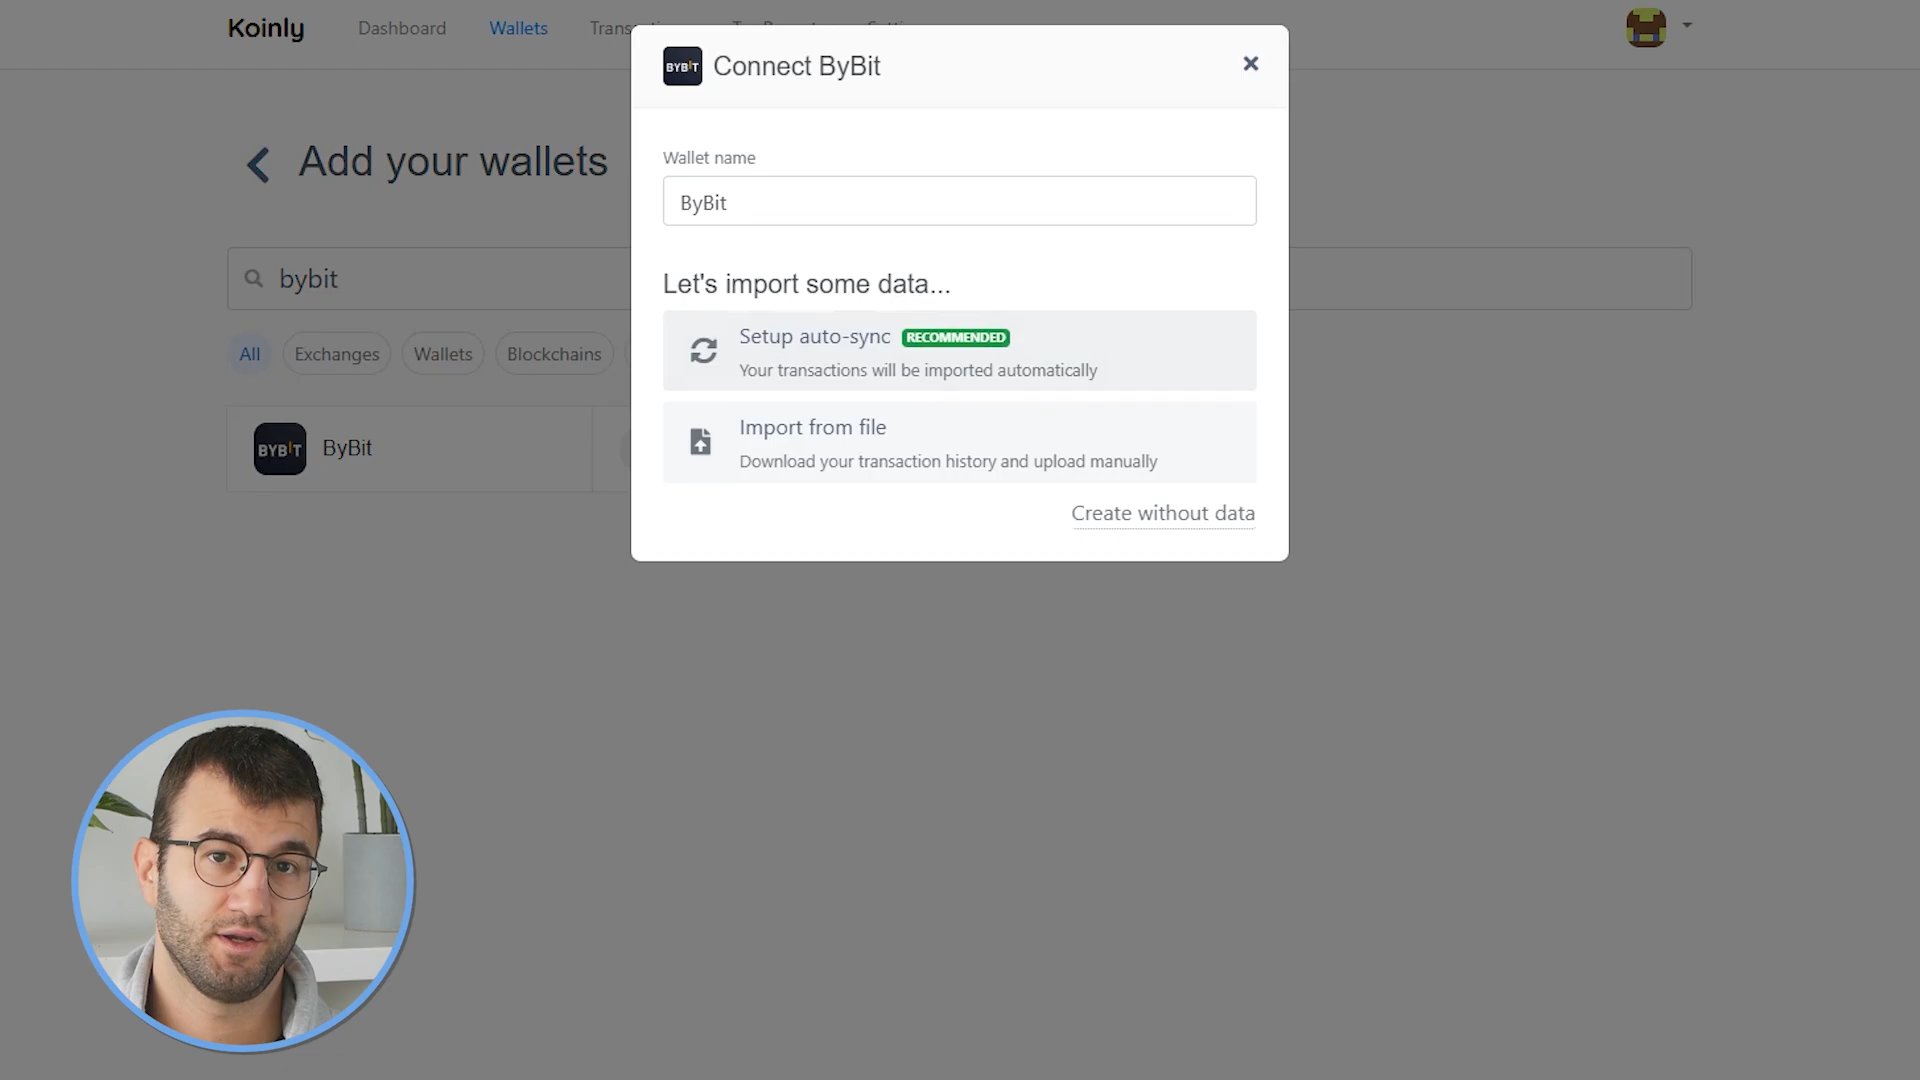 Koinly
Dashboard
Wallets
BYBIT
Connect ByBit
Add your wallets
bybit
All
Exchanges
Wallets
Blockchains
BYBIT
ByBit
Wallet name
ByBit
Let's import some data...
Setup auto-sync
RECOMMENDED
Your transactions will be imported automatically
Import from file
Download your transaction history and upload manually
Create without data